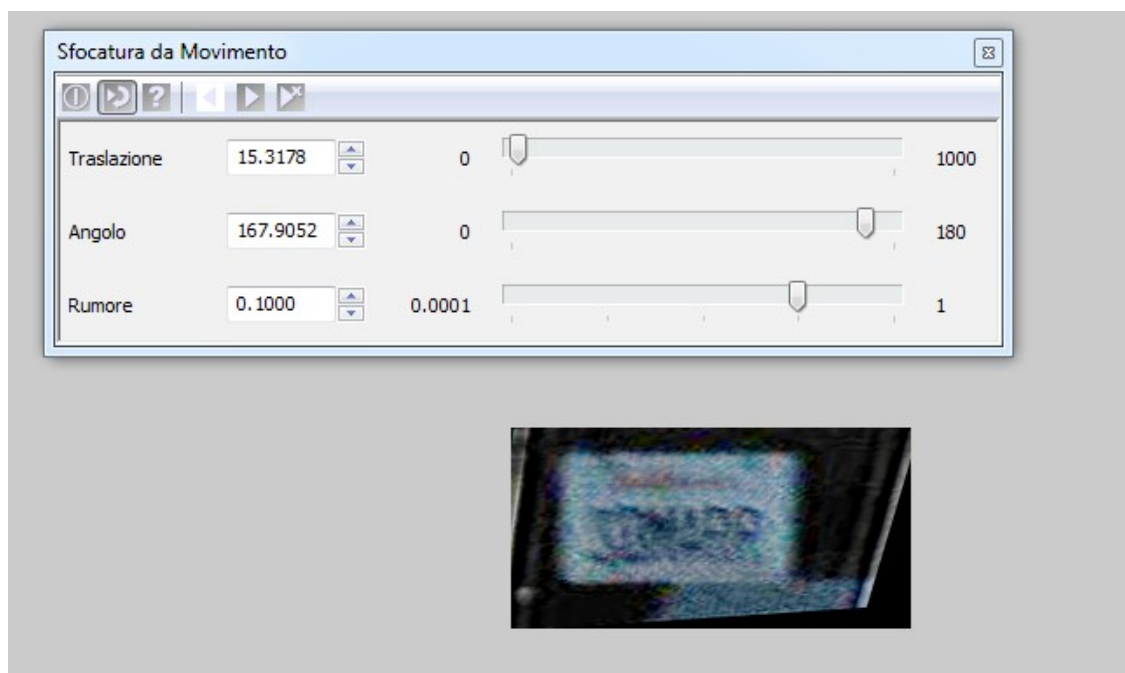 Sfocatura da Movimento
Traslazione 15.3178 0 1000
Angolo 167.9052 0 180
Rumore 0.1000 0.0001 1